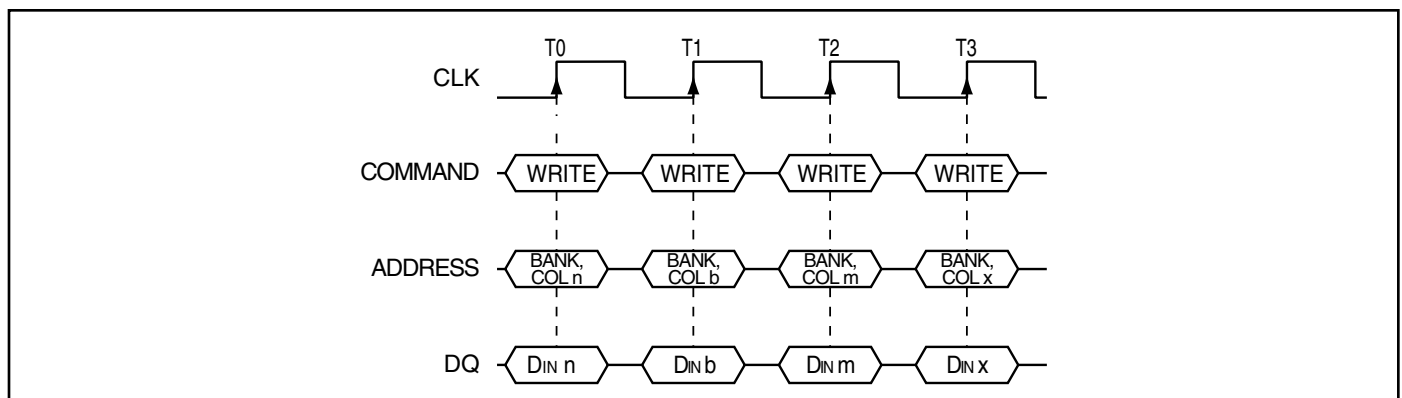 T0 T1 T2 T3
CLK
COMMAND WRITE WRITE WRITE WRITE
ADDRESS BANK, COL n BANK, COL b BANK, COL m BANK, COL x
DQ DIN n DIN b DIN m DIN x